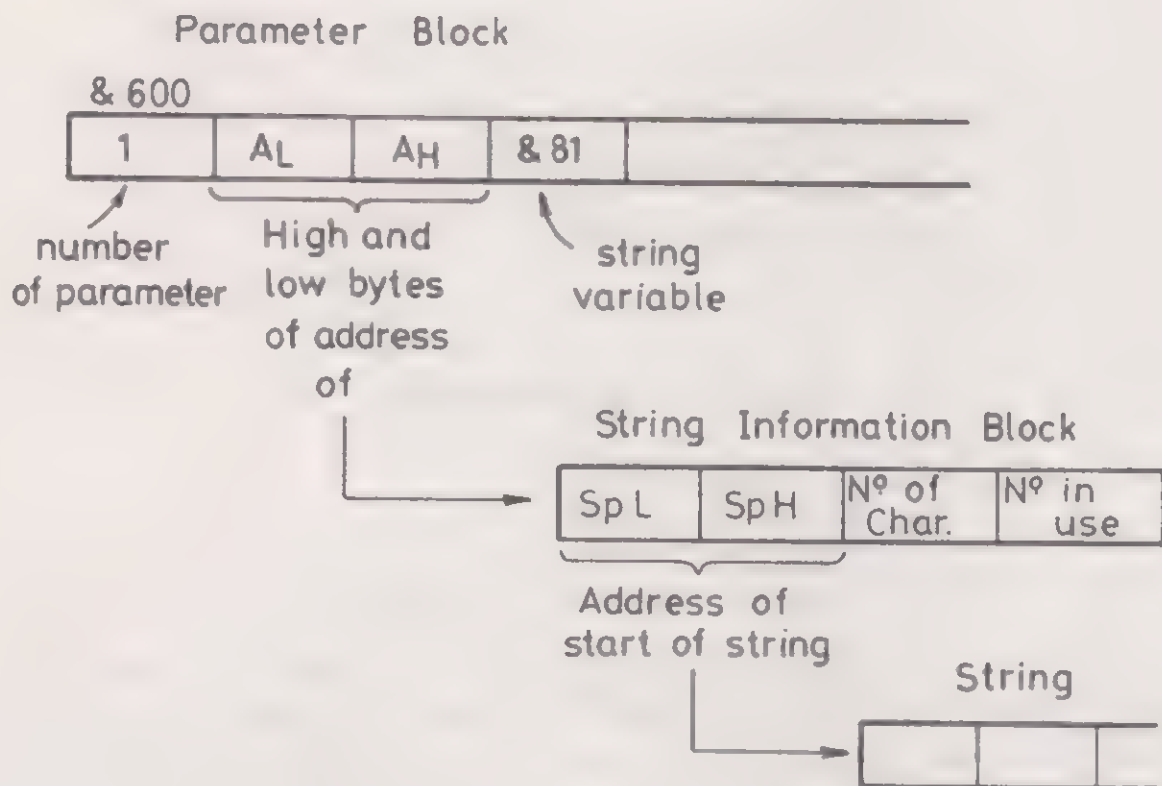 Parameter Block
& 600
1 AL AH & 81
number
of parameter
High and
low bytes
of address
of
string
variable
String Information Block
Sp L Sp H Nº of Char. Nº in use
Address of
start of string
String